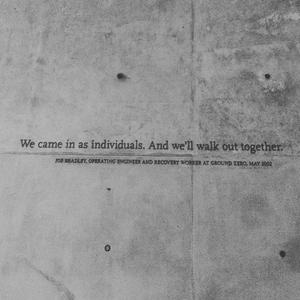 We came in as individuals. And we'll walk out together.
JOE BRADLEY, OPERATING ENGINEER AND RECOVERY WORKER AT GROUND ZERO, MAY 2002